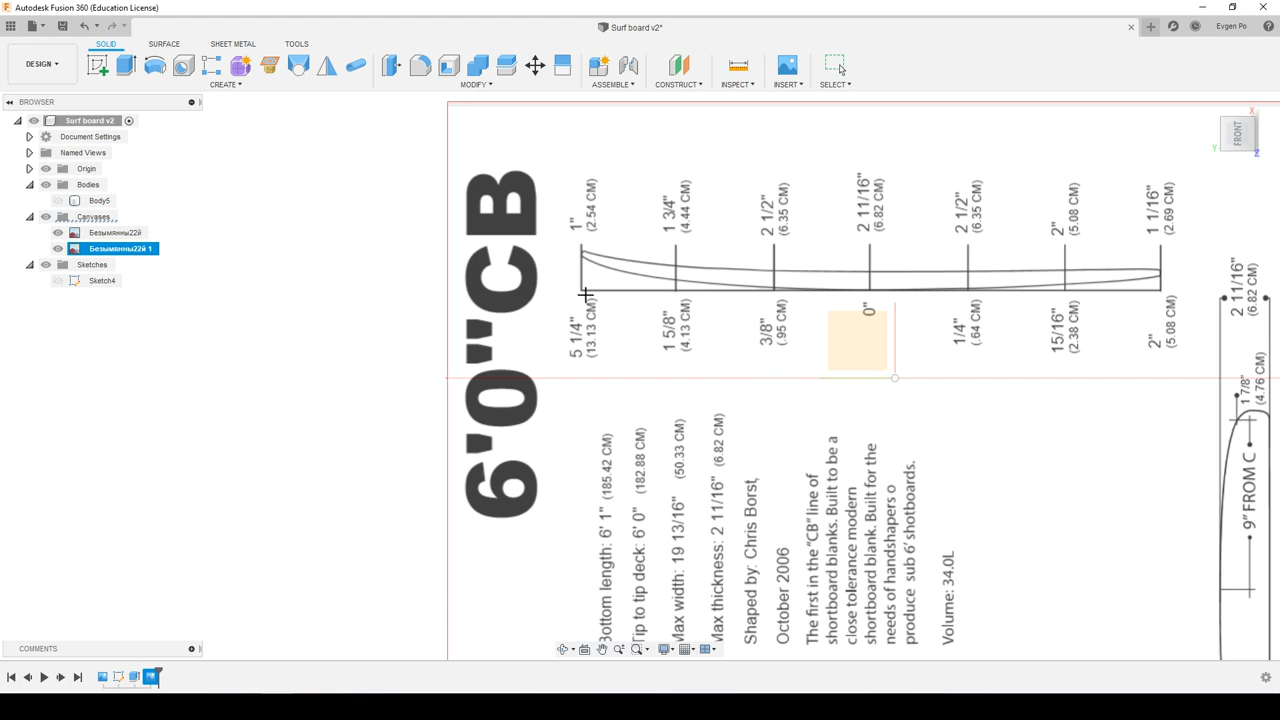 Autodesk Fusion 360 (Education License)
Surf board v2*
Evgen Po
DESIGN
SOLID
SURFACE
SHEET METAL
TOOLS
CREATE
MODIFY
ASSEMBLE
CONSTRUCT
INSPECT
INSERT
SELECT
BROWSER
Surf board v2
Document Settings
Named Views
Origin
Bodies
Body5
Canvases
Безымянны22й
Безымянны22й 1
Sketches
Sketch4
6'0"CB
1"
(2.54 CM)
1 3/4"
(4.44 CM)
2 1/2"
(6.35 CM)
2 11/16"
(6.82 CM)
2 1/2"
(6.35 CM)
2"
(5.08 CM)
1 1/16"
(2.69 CM)
5 1/4"
(13.13 CM)
1 5/8"
(4.13 CM)
3/8"
(.95 CM)
0"
1/4"
(.64 CM)
15/16"
(2.38 CM)
2"
(5.08 CM)
Bottom length: 6' 1" (185.42 CM)
Tip to tip deck: 6' 0" (182.88 CM)
Max width: 19 13/16" (50.33 CM)
Max thickness: 2 11/16" (6.82 CM)
Shaped by: Chris Borst,
October 2006
The first in the "CB" line of
shortboard blanks. Built to be a
close tolerance modern
shortboard blank. Built for the
needs of handshapers o
produce sub 6' shotboards.
Volume: 34.0L
2 11/16"
(6.82 CM)
1 7/8"
(4.76 CM)
9" FROM C
FRONT
X
Y
Z
COMMENTS